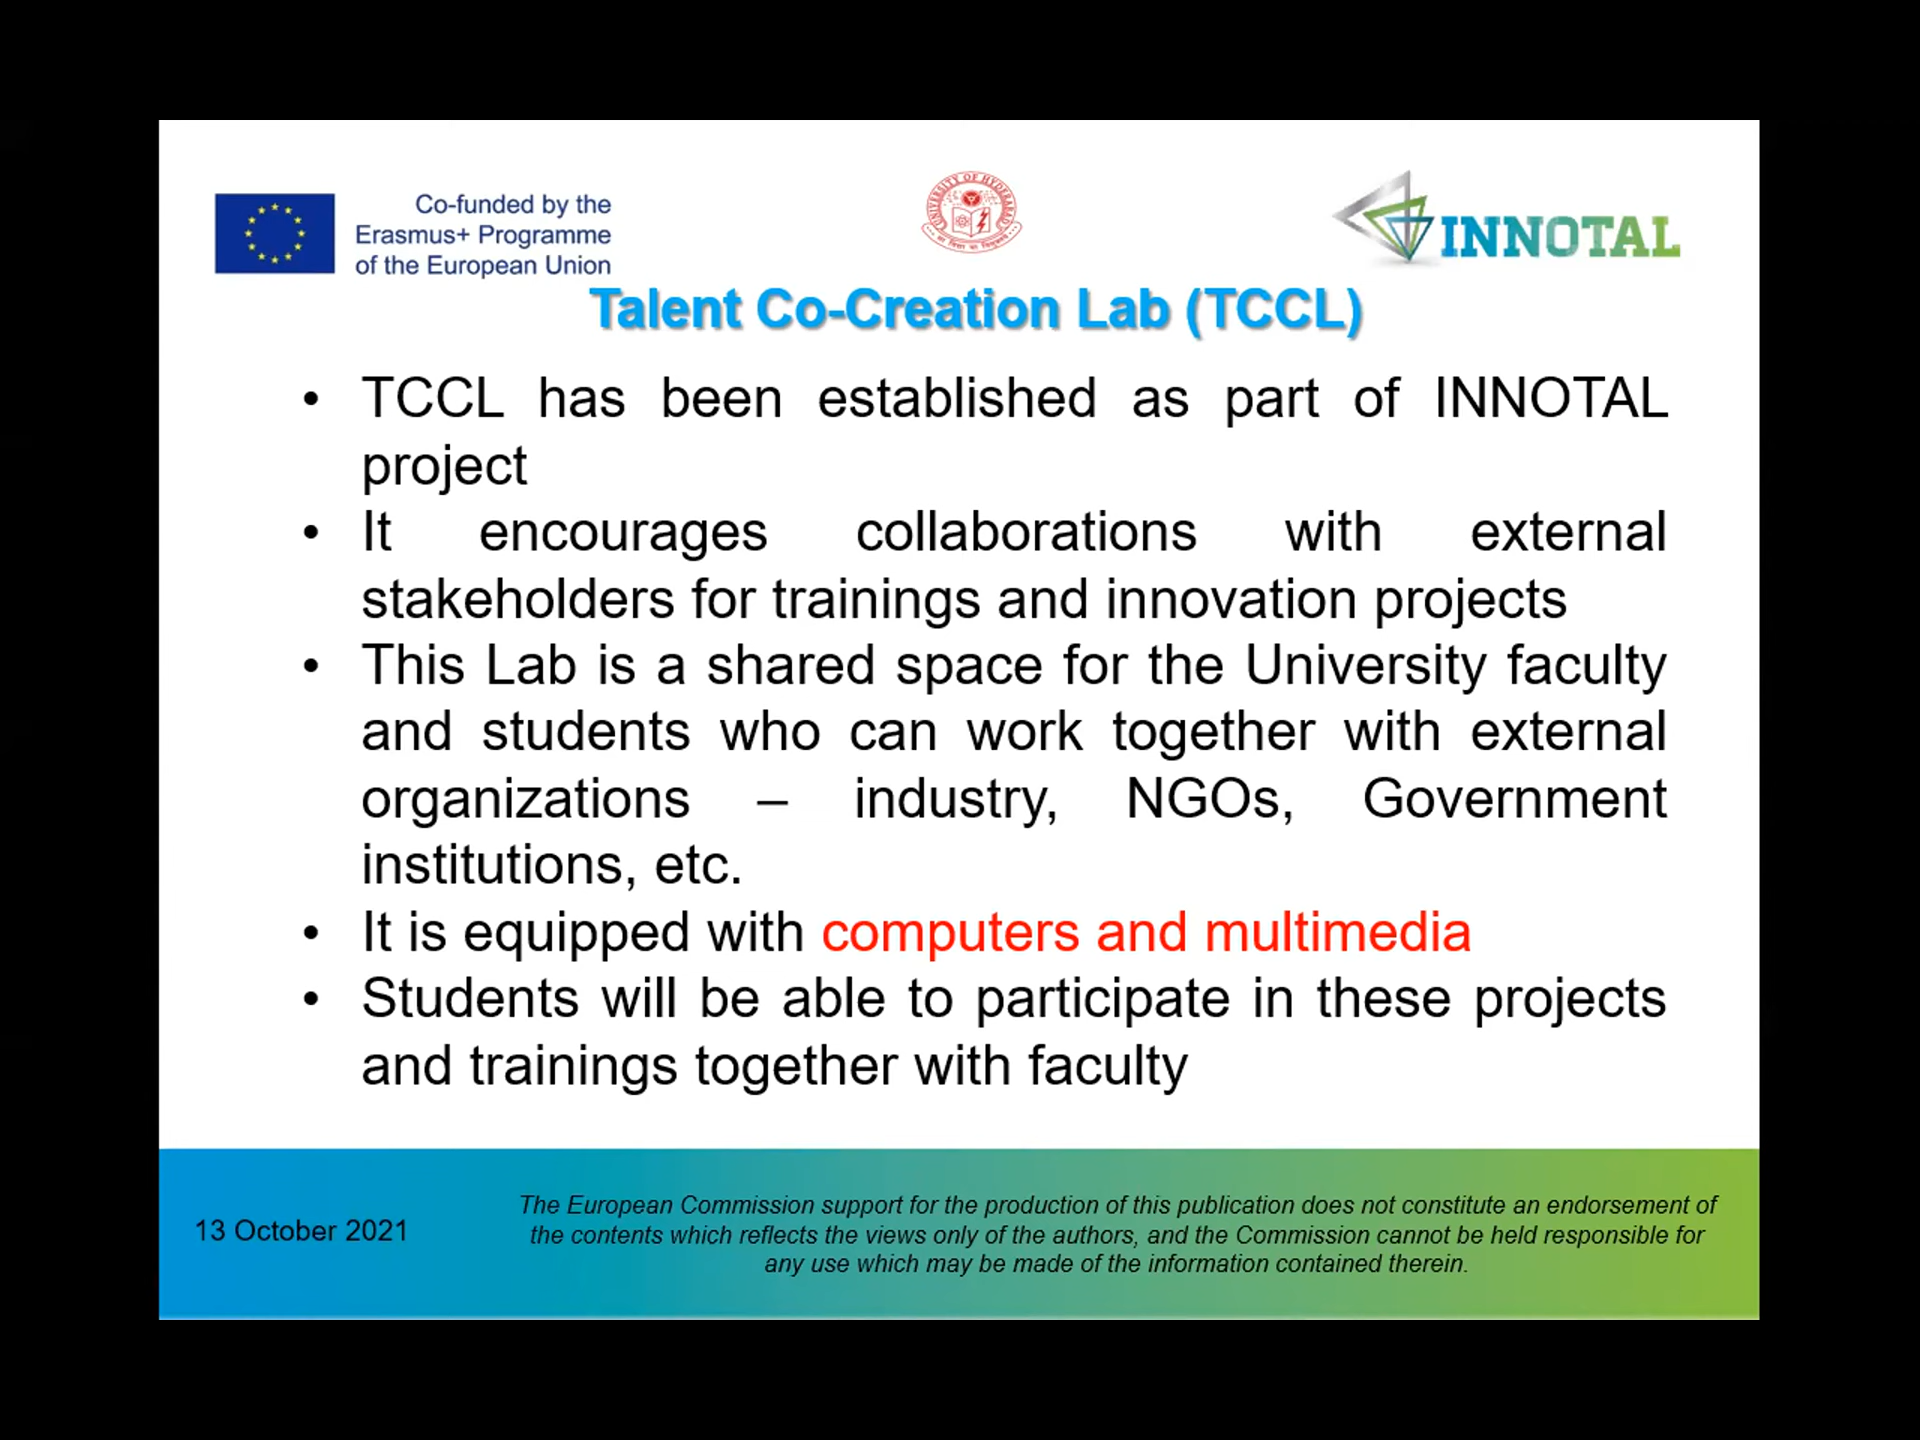 Co-funded by the
Erasmus+ Programme
of the European Union
UNIVERSITY OF HYDERABAD
INNOTAL
Talent Co-Creation Lab (TCCL)
• TCCL has been established as part of INNOTAL
project
• It encourages collaborations with external
stakeholders for trainings and innovation projects
• This Lab is a shared space for the University faculty
and students who can work together with external
organizations – industry, NGOs, Government
institutions, etc.
• It is equipped with computers and multimedia
• Students will be able to participate in these projects
and trainings together with faculty
13 October 2021
The European Commission support for the production of this publication does not constitute an endorsement of
the contents which reflects the views only of the authors, and the Commission cannot be held responsible for
any use which may be made of the information contained therein.